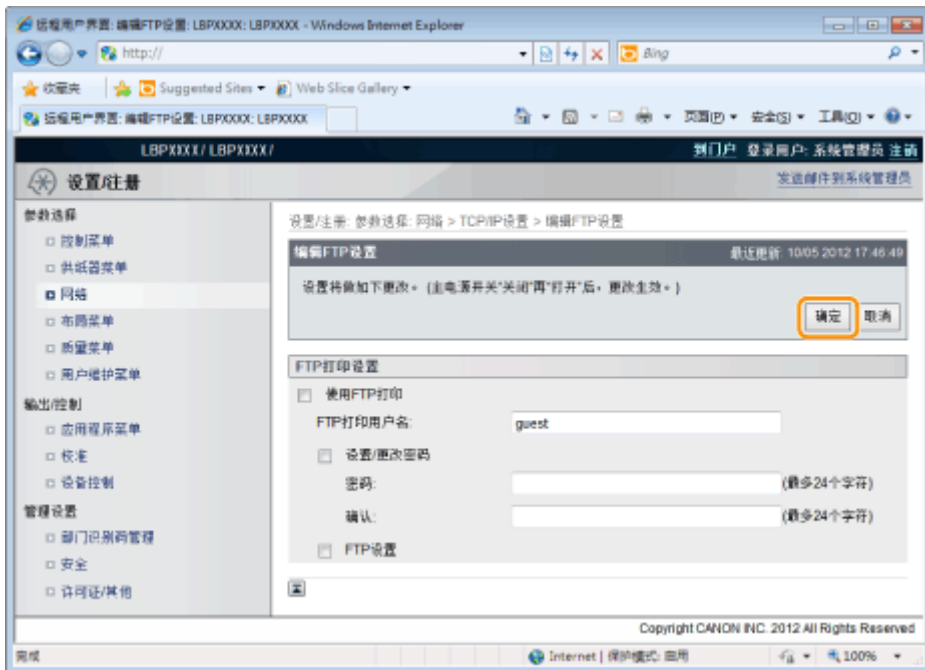 远程用户界面: 编辑FTP设置: LBPXXXX: LBPXXXX - Windows Internet Explorer
http://
Bing
收藏夹 Suggested Sites Web Slice Gallery
远程用户界面: 编辑FTP设置: LBPXXXX: LBPXXXX 页面(P) 安全(S) 工具(O)
LBPXXXX / LBPXXXX / 到门户 登录用户: 系统管理员 注销
设置/注册 发送邮件到系统管理员
参数选择
控制菜单
供纸器菜单
网络
布局菜单
质量菜单
用户维护菜单
输出/控制
应用程序菜单
校准
设备控制
管理设置
部门识别码管理
安全
许可证/其他
设置/注册: 参数选择: 网络 > TCP/IP设置 > 编辑FTP设置
编辑FTP设置 最近更新 10/05 2012 17:46:49
设置将做如下更改。(主电源开关"关闭"再"打开"后，更改生效。)
确定 取消
FTP打印设置
使用FTP打印
FTP打印用户名: guest
设置/更改密码
密码: (最多24个字符)
确认: (最多24个字符)
FTP设置
Copyright CANON INC. 2012 All Rights Reserved
完成 Internet | 保护模式: 启用 100%